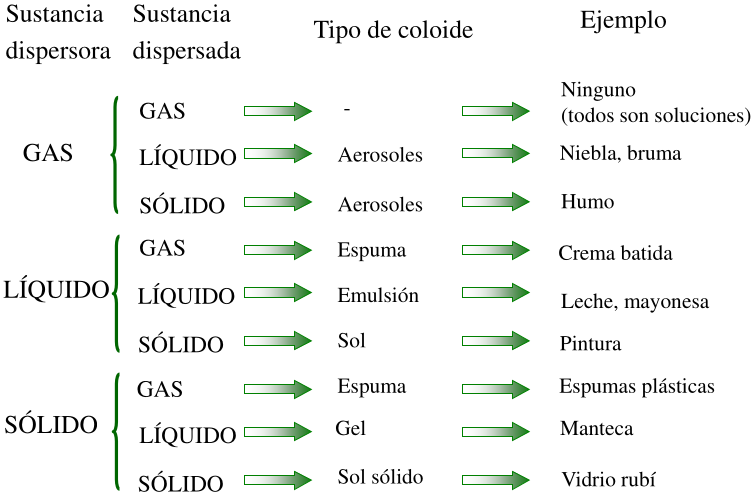 Sustancia dispersora
Sustancia dispersada
Tipo de coloide
Ejemplo
GAS
GAS
-
Ninguno
(todos son soluciones)
LÍQUIDO
Aerosoles
Niebla, bruma
SÓLIDO
Aerosoles
Humo
LÍQUIDO
GAS
Espuma
Crema batida
LÍQUIDO
Emulsión
Leche, mayonesa
SÓLIDO
Sol
Pintura
SÓLIDO
GAS
Espuma
Espumas plásticas
LÍQUIDO
Gel
Manteca
SÓLIDO
Sol sólido
Vidrio rubí